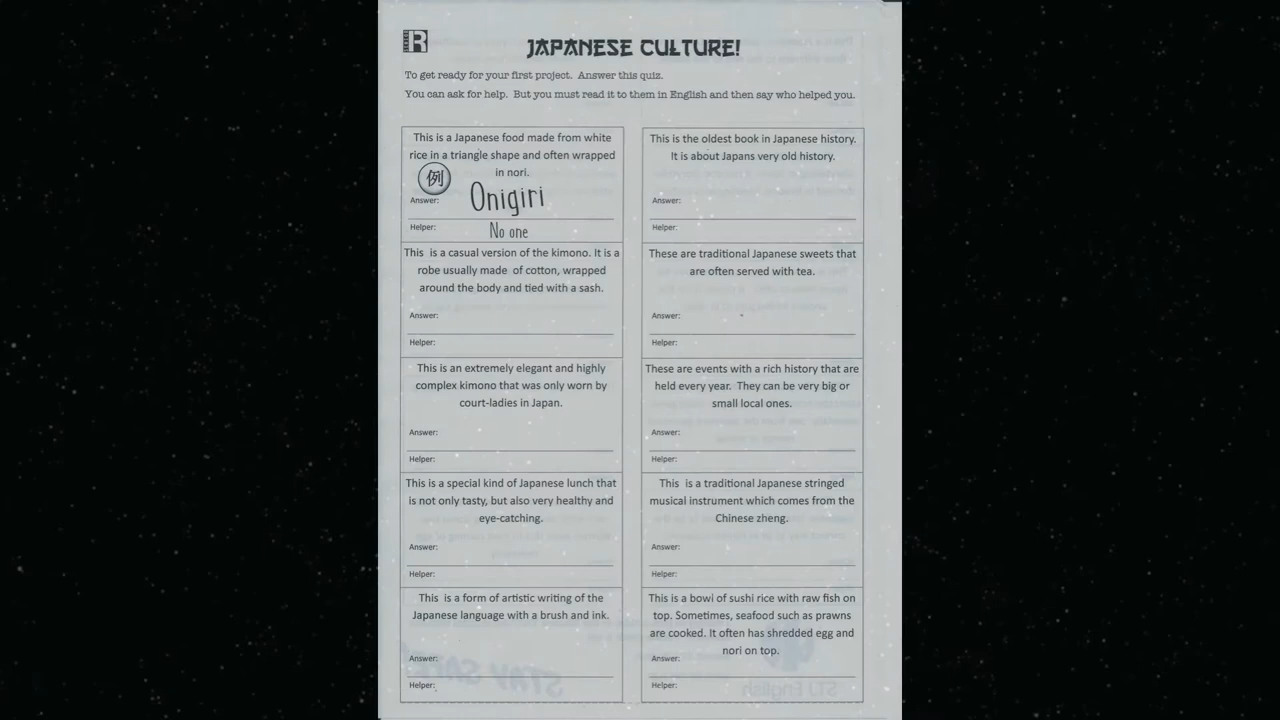 R
JAPANESE CULTURE!
To get ready for your first project. Answer this quiz.
You can ask for help. But you must read it to them in English and then say who helped you.
This is a Japanese food made from white
rice in a triangle shape and often wrapped
in nori.
例
Answer: Onigiri
Helper: No one
This is a casual version of the kimono. It is a
robe usually made of cotton, wrapped
around the body and tied with a sash.
Answer:
Helper:
This is an extremely elegant and highly
complex kimono that was only worn by
court-ladies in Japan.
Answer:
Helper:
This is a special kind of Japanese lunch that
is not only tasty, but also very healthy and
eye-catching.
Answer:
Helper:
This is a form of artistic writing of the
Japanese language with a brush and ink.
Answer:
Helper:
This is the oldest book in Japanese history.
It is about Japans very old history.
Answer:
Helper:
These are traditional Japanese sweets that
are often served with tea.
Answer:
Helper:
These are events with a rich history that are
held every year. They can be very big or
small local ones.
Answer:
Helper:
This is a traditional Japanese stringed
musical instrument which comes from the
Chinese zheng.
Answer:
Helper:
This is a bowl of sushi rice with raw fish on
top. Sometimes, seafood such as prawns
are cooked. It often has shredded egg and
nori on top.
Answer:
Helper:
STAY SAFE
STJ English